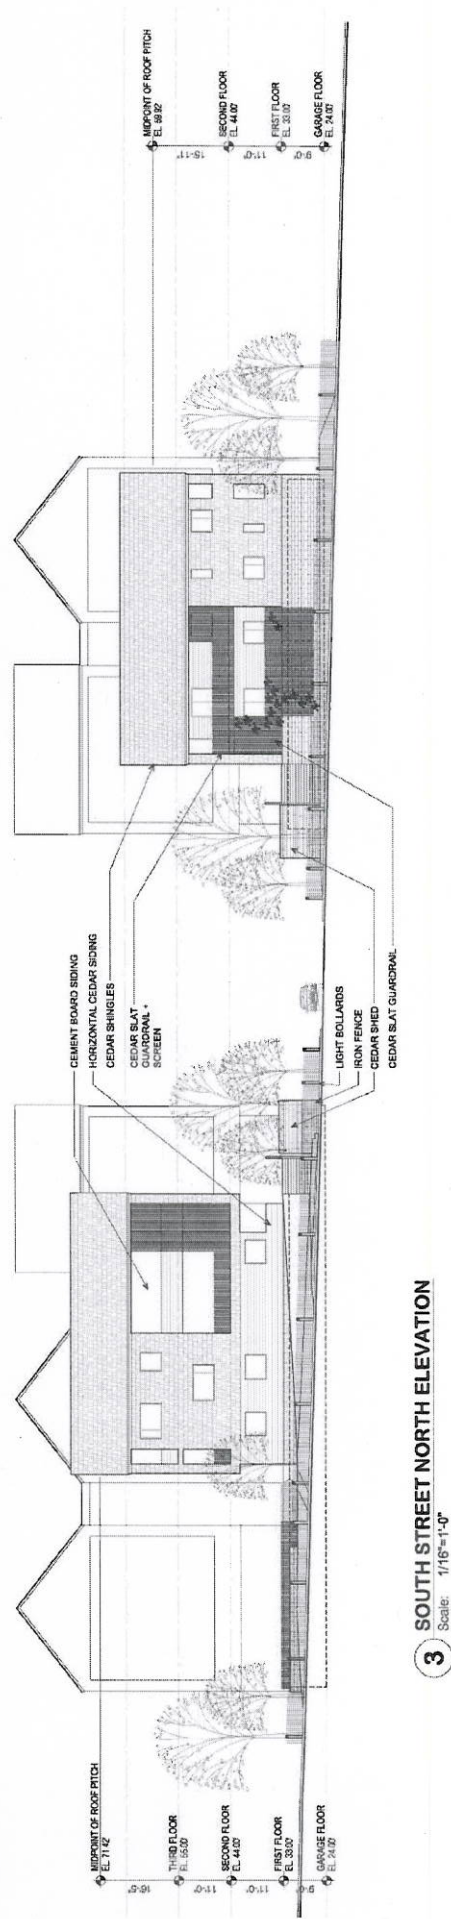 MIDPOINT OF ROOF PITCH
EL 71.42
THIRD FLOOR
EL 55.00'
SECOND FLOOR
EL 44.00'
FIRST FLOOR
EL 33.00'
GARAGE FLOOR
EL 24.00'
16'-5"
11'-0"
11'-0"
9'-0"
CEMENT BOARD SIDING
HORIZONTAL CEDAR SIDING
CEDAR SHINGLES
CEDAR SLAT
GUARDRAIL +
SCREEN
LIGHT BOLLARDS
IRON FENCE
CEDAR SHED
CEDAR SLAT GUARDRAIL
MIDPOINT OF ROOF PITCH
EL 59.92'
SECOND FLOOR
EL 44.00'
FIRST FLOOR
EL 33.00'
GARAGE FLOOR
EL 24.00'
15'-11"
11'-0"
9'-0"
3
SOUTH STREET NORTH ELEVATION
Scale: 1/16"=1'-0"